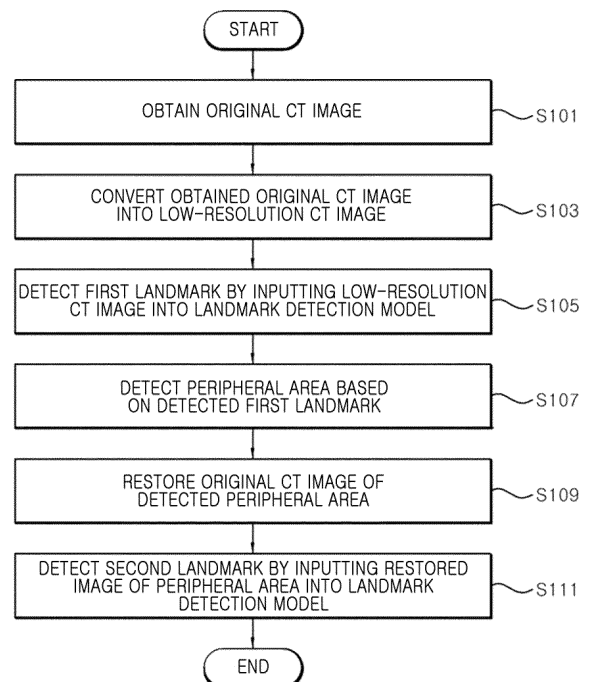 START
OBTAIN ORIGINAL CT IMAGE
S101
CONVERT OBTAINED ORIGINAL CT IMAGE
INTO LOW-RESOLUTION CT IMAGE
S103
DETECT FIRST LANDMARK BY INPUTTING LOW-RESOLUTION
CT IMAGE INTO LANDMARK DETECTION MODEL
S105
DETECT PERIPHERAL AREA BASED
ON DETECTED FIRST LANDMARK
S107
RESTORE ORIGINAL CT IMAGE OF
DETECTED PERIPHERAL AREA
S109
DETECT SECOND LANDMARK BY INPUTTING RESTORED
IMAGE OF PERIPHERAL AREA INTO LANDMARK
DETECTION MODEL
S111
END